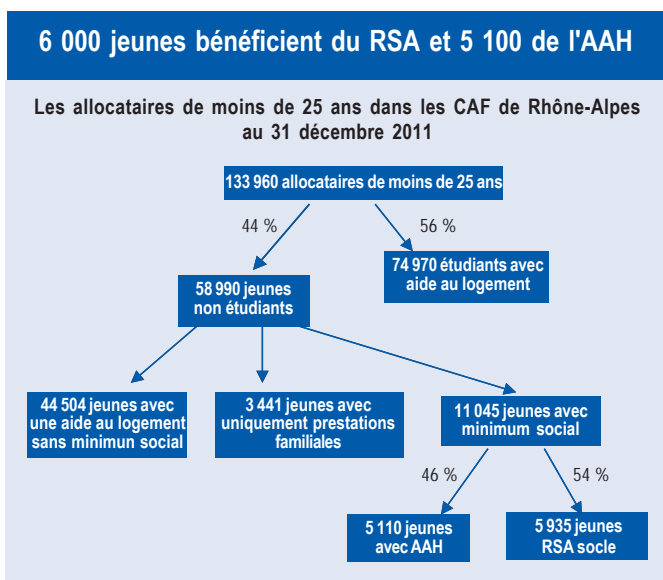 6 000 jeunes bénéficient du RSA et 5 100 de l'AAH
Les allocataires de moins de 25 ans dans les CAF de Rhône-Alpes
au 31 décembre 2011
133 960 allocataires de moins de 25 ans
44 %
56 %
74 970 étudiants avec
aide au logement
58 990 jeunes
non étudiants
44 504 jeunes avec
une aide au logement
sans minimun social
3 441 jeunes avec
uniquement prestations
familiales
11 045 jeunes avec
minimum social
46 %
54 %
5 110 jeunes
avec AAH
5 935 jeunes
RSA socle